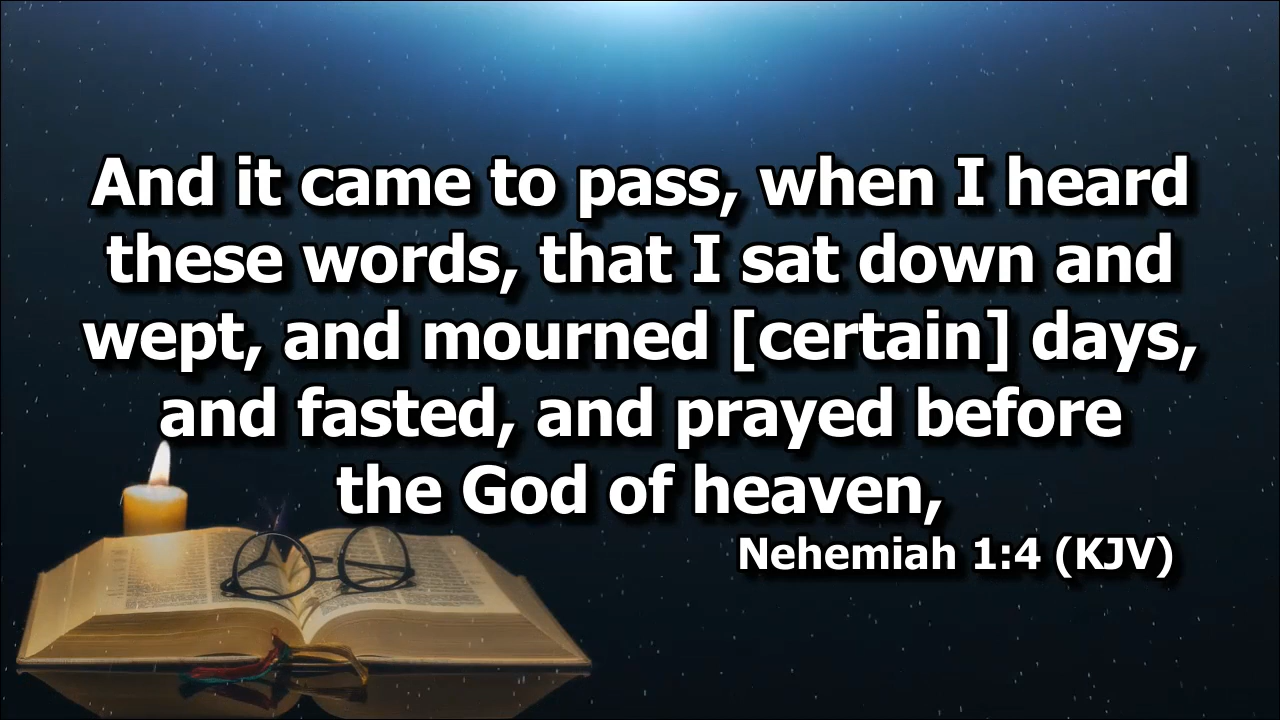 And it came to pass, when I heard
these words, that I sat down and
wept, and mourned [certain] days,
and fasted, and prayed before
the God of heaven,
Nehemiah 1:4 (KJV)